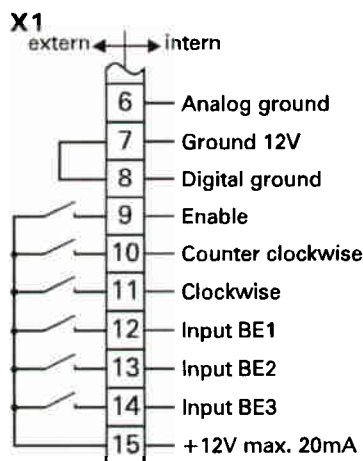 X1
extern intern
6 Analog ground
7 Ground 12V
8 Digital ground
9 Enable
10 Counter clockwise
11 Clockwise
12 Input BE1
13 Input BE2
14 Input BE3
15 +12V max. 20mA